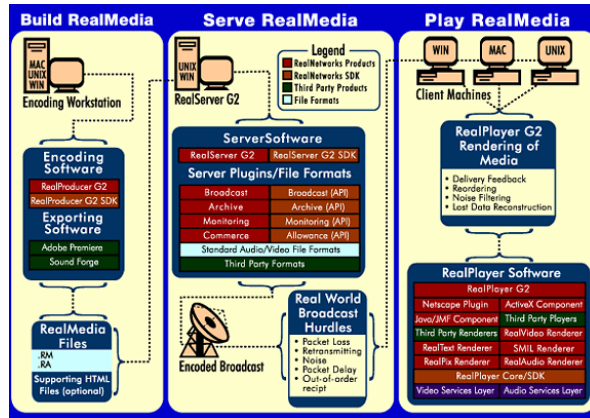 Build RealMedia
MAC
UNIX
WIN
Encoding Workstation
Encoding
Software
RealProducer G2
RealProducer G2 SDK
Exporting
Software
Adobe Premiere
Sound Forge
RealMedia
Files
.RM
.RA
Supporting HTML
Files (optional)
Serve RealMedia
UNIX
WIN
RealServer G2
Legend
RealNetworks Products
RealNetworks SDK
Third Party Products
File Formats
ServerSoftware
RealServer G2
RealServer G2 SDK
Server Plugins/File Formats
Broadcast
Broadcast (API)
Archive
Archive (API)
Monitoring
Monitoring (API)
Commerce
Allowance (API)
Standard Audio/Video File Formats
Third Party Formats
Encoded Broadcast
Real World
Broadcast
Hurdles
• Packet Loss
• Retransmitting
• Noise
• Packet Delay
• Out-of-order
recipt
Play RealMedia
WIN
MAC
UNIX
Client Machines
RealPlayer G2
Rendering of
Media
• Delivery Feedback
• Reordering
• Noise Filtering
• Lost Data Reconstruction
RealPlayer Software
RealPlayer G2
Netscape Plugin
ActiveX Component
Java/JMF Component
Third Party Players
Third Party Renderers
RealVideo Renderer
RealText Renderer
SMIL Renderer
RealPix Renderer
RealAudio Renderer
RealPlayer Core/SDK
Video Services Layer
Audio Services Layer